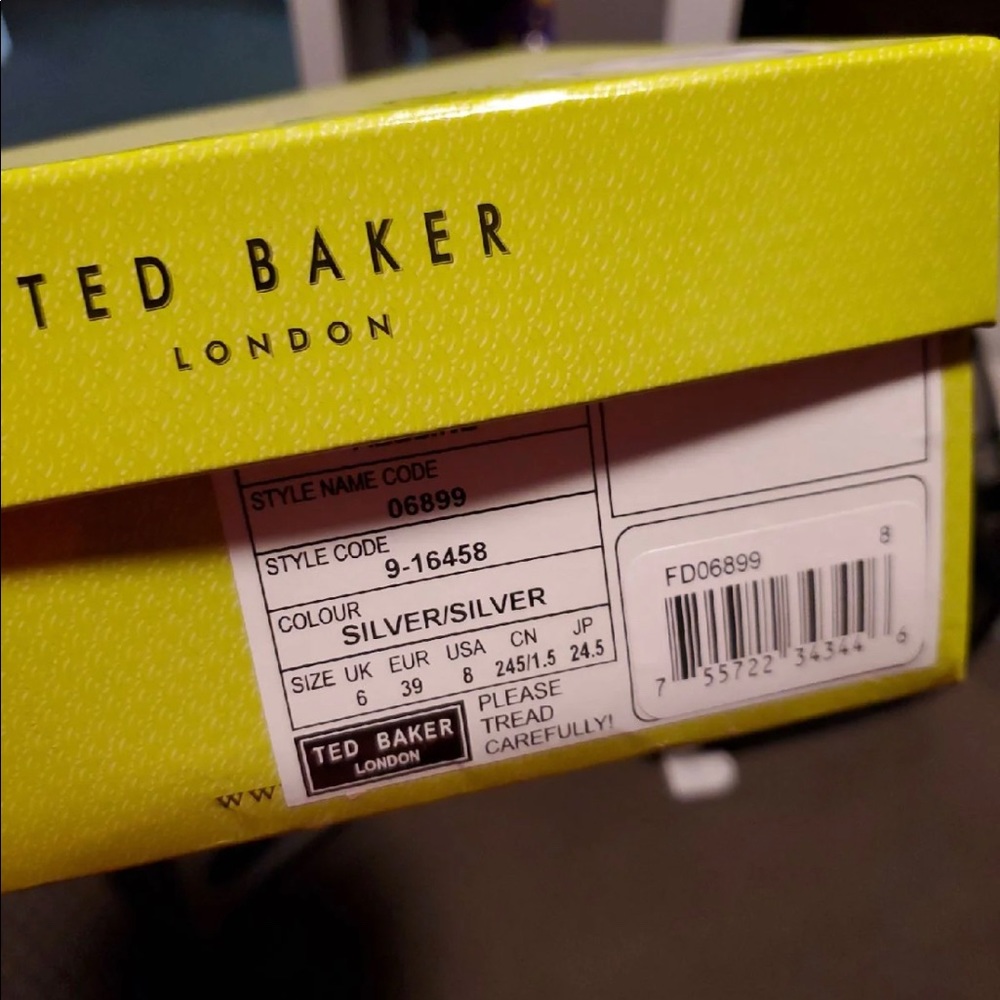 TED BAKER
LONDON
STYLE NAME CODE
06899
STYLE CODE
9-16458
COLOUR
SILVER/SILVER
SIZE UK EUR USA CN JP
6 39 8 245/1.5 24.5
TED BAKER
LONDON
PLEASE
TREAD
CAREFULLY!
WW
8
FD06899
7 55722 34344 6